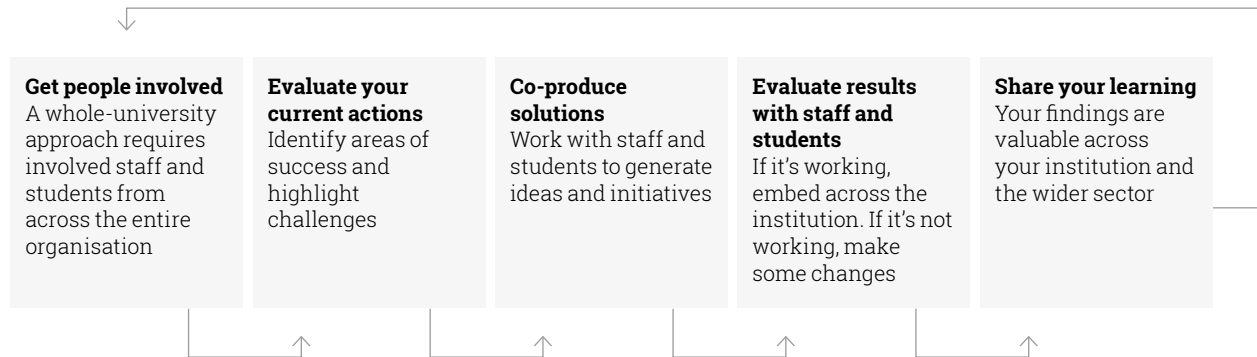 Get people involved
A whole-university
approach requires
involved staff and
students from
across the entire
organisation
Evaluate your
current actions
Identify areas of
success and
highlight
challenges
Co-produce
solutions
Work with staff and
students to generate
ideas and initiatives
Evaluate results
with staff and
students
If it's working,
embed across the
institution. If it's not
working, make
some changes
Share your learning
Your findings are
valuable across
your institution and
the wider sector